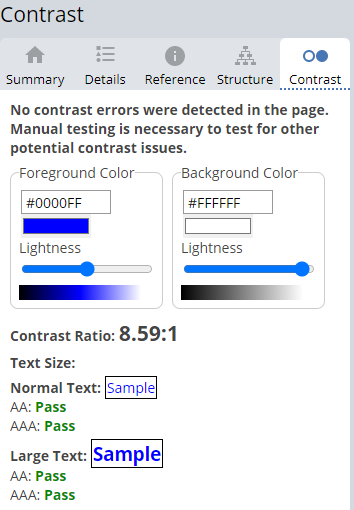 Contrast
Summary Details Reference Structure Contrast
No contrast errors were detected in the page.
Manual testing is necessary to test for other
potential contrast issues.
Foreground Color Background Color
#0000FF #FFFFFF
Lightness Lightness
Contrast Ratio: 8.59:1
Text Size:
Normal Text: Sample
AA: Pass
AAA: Pass
Large Text: Sample
AA: Pass
AAA: Pass